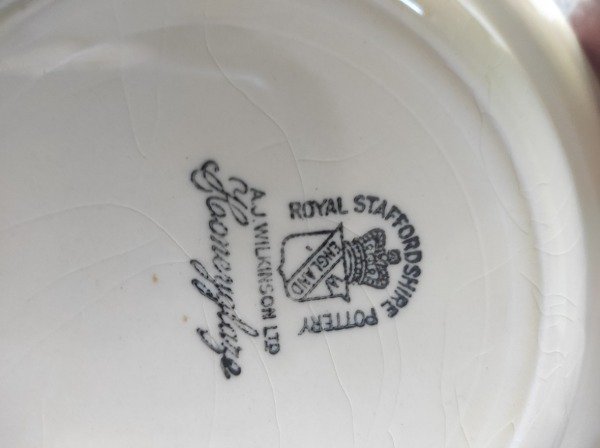 ROYAL STAFFORDSHIRE POTTERY
ENGLAND
W
A.J. WILKINSON LTD
Honeyglaze